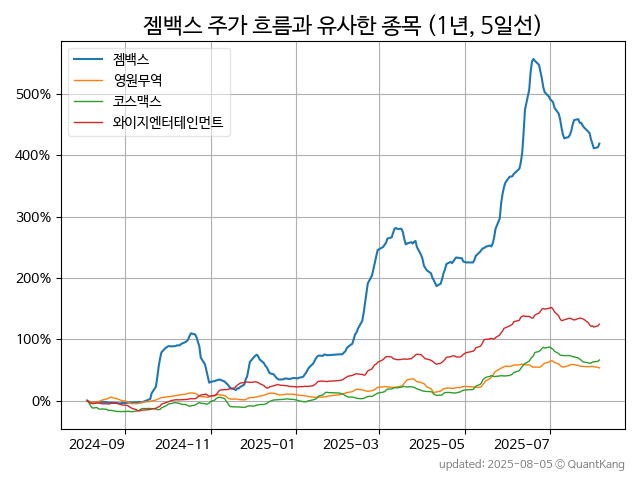 젬백스 주가 흐름과 유사한 종목 (1년, 5일선)
젬백스
영원무역
코스맥스
와이지엔터테인먼트
500%
400%
300%
200%
100%
0%
2024-09
2024-11
2025-01
2025-03
2025-05
2025-07
updated: 2025-08-05 © QuantKang